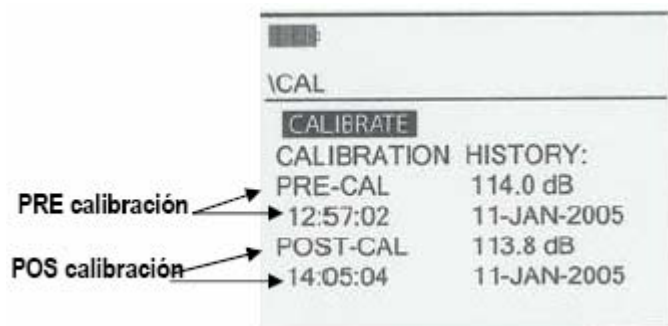 \CAL
CALIBRATE
CALIBRATION HISTORY:
PRE-CAL 114.0 dB
12:57:02 11-JAN-2005
POST-CAL 113.8 dB
14:05:04 11-JAN-2005
PRE calibración
POS calibración